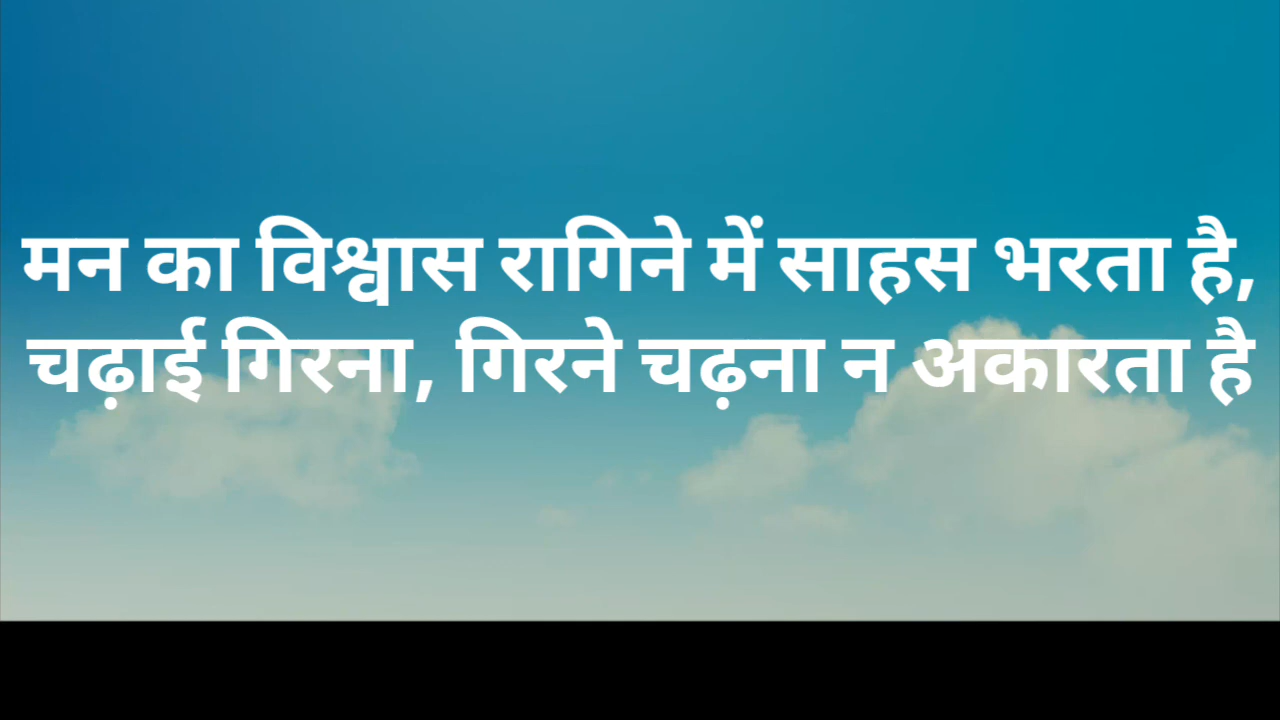 मन का विश्वास रागिने में साहस भरता है,
चढ़ाई गिरना, गिरने चढ़ना न अकारता है